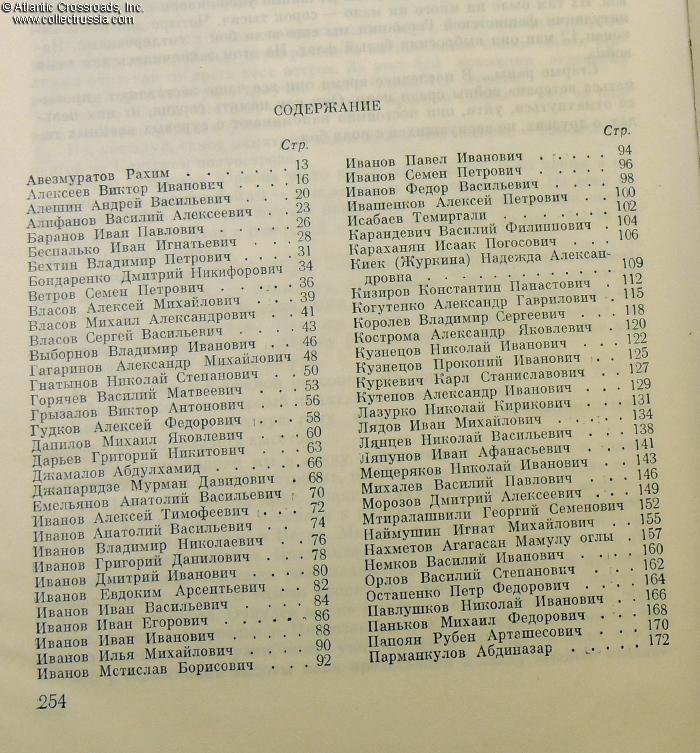 © Atlantic Crossroads, Inc.
www.collectrussia.com
СОДЕРЖАНИЕ
Стр.
Авезмуратов Рахим . . . . . . . 13
Алексеев Виктор Иванович . . . . 16
Алешин Андрей Васильевич . . . 20
Алифанов Василий Алексеевич . . 23
Баранов Иван Павлович . . . . 26
Беспалько Иван Игнатьевич . . . 28
Бехтин Владимир Петрович . . . 31
Бондаренко Дмитрий Никифорович 34
Ветров Семен Петрович . . . . 36
Власов Алексей Михайлович . . . 39
Власов Михаил Александрович . . 41
Власов Сергей Васильевич . . . 43
Выборнов Владимир Иванович . . 46
Гагаринов Александр Михайлович 48
Гнатынов Николай Степанович . . 50
Горячев Василий Матвеевич . . . 53
Грызалов Виктор Антонович . . . 56
Гудков Алексей Федорович . . . 58
Данилов Михаил Яковлевич . . . 60
Дарьев Григорий Никитович . . . 63
Джамалов Абдулхамид . . . . . 66
Джапаридзе Мурман Давидович . 68
Емельянов Анатолий Васильевич . 70
Иванов Алексей Тимофеевич . . . 72
Иванов Анатолий Васильевич . . 74
Иванов Владимир Николаевич . . 76
Иванов Григорий Данилович . . . 78
Иванов Дмитрий Иванович . . . . 80
Иванов Евдоким Арсентьевич . . 82
Иванов Иван Васильевич . . . . 84
Иванов Иван Егорович . . . . . 86
Иванов Иван Иванович . . . . . 88
Иванов Илья Михайлович . . . . 90
Иванов Мстислав Борисович . . . 92
254
Стр.
Иванов Павел Иванович . . . . . 94
Иванов Семен Петрович . . . . . 96
Иванов Федор Васильевич . . . . 98
Ивашенков Алексей Петрович . . 100
Исабаев Темиргали . . . . . . . 102
Карандевич Василий Филиппович . 104
Караханян Исаак Погосович . . . 106
Киек (Журкина) Надежда Алексан-
дровна . . . . . . . . . . . . 109
Кизиров Константин Панастович . 112
Когутенко Александр Гаврилович . 115
Королев Владимир Сергеевич . . . 118
Кострома Александр Яковлевич . 120
Кузнецов Николай Иванович . . . 122
Кузнецов Прокопий Иванович . . 125
Куркевич Карл Станиславович . . 127
Кутепов Александр Иванович . . . 129
Лазурко Николай Кирикович . . . 131
Лядов Иван Михайлович . . . . . 134
Лянцев Николай Васильевич . . . 138
Ляпунов Иван Афанасьевич . . . 141
Мещеряков Николай Иванович . . 143
Михалев Василий Павлович . . . 146
Морозов Дмитрий Алексеевич . . . 149
Мтиралашвили Георгий Семенович 152
Наймушин Игнат Михайлович . . 155
Нахметов Агагасан Мамулу оглы . 157
Немков Василий Иванович . . . . 160
Орлов Василий Степанович . . . 162
Остапенко Петр Федорович . . . . 164
Павлушков Николай Иванович . . 166
Паньков Михаил Федорович . . . 168
Папоян Рубен Арташесович . . . 170
Парманкулов Абдиназар . . . . . 172